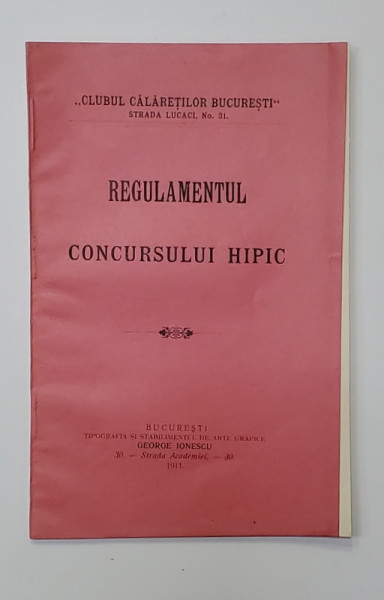 „CLUBUL CĂLĂREȚILOR BUCUREȘTI“
STRADA LUCACI, No. 31.
REGULAMENTUL
CONCURSULUI HIPIC
BUCUREȘTI
TIPOGRAFIA ȘI STABILIMENTUL DE ARTE GRAFICE
GEORGE IONESCU
30. — Strada Academiei, — 30.
1911.